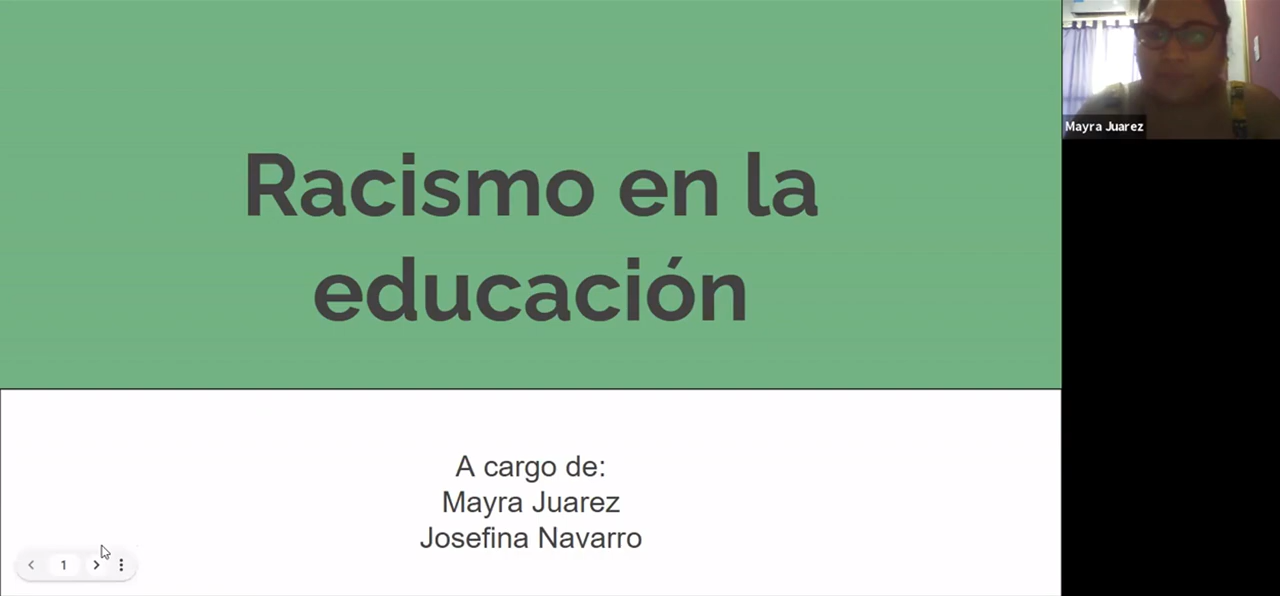 Racismo en la
educación
A cargo de:
Mayra Juarez
Josefina Navarro
1
Mayra Juarez